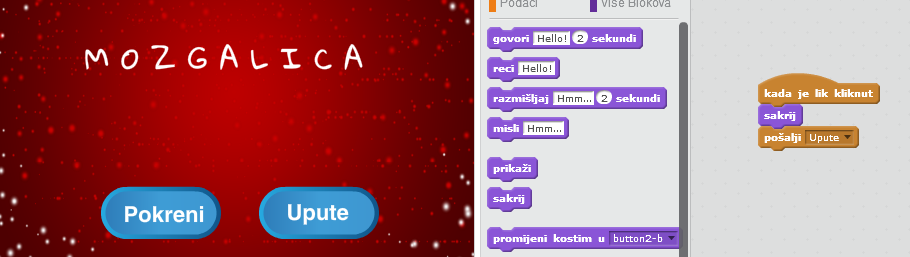 MOZGALICA
Pokreni
Upute
Podaci
Više Blokova
govori Hello! 2 sekundi
reci Hello!
razmišljaj Hmm... 2 sekundi
misli Hmm...
prikaži
sakrij
promijeni kostim u button2-b
kada je lik kliknut
sakrij
pošalji Upute